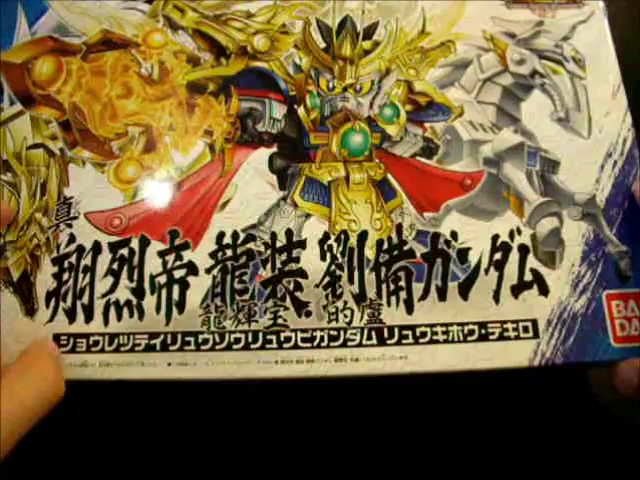 真
翔烈帝 龍装 劉備ガンダム
龍輝宝・的盧
ショウレツテイリュウソウリュウビガンダム リュウキホウ・テキロ
BA
DA